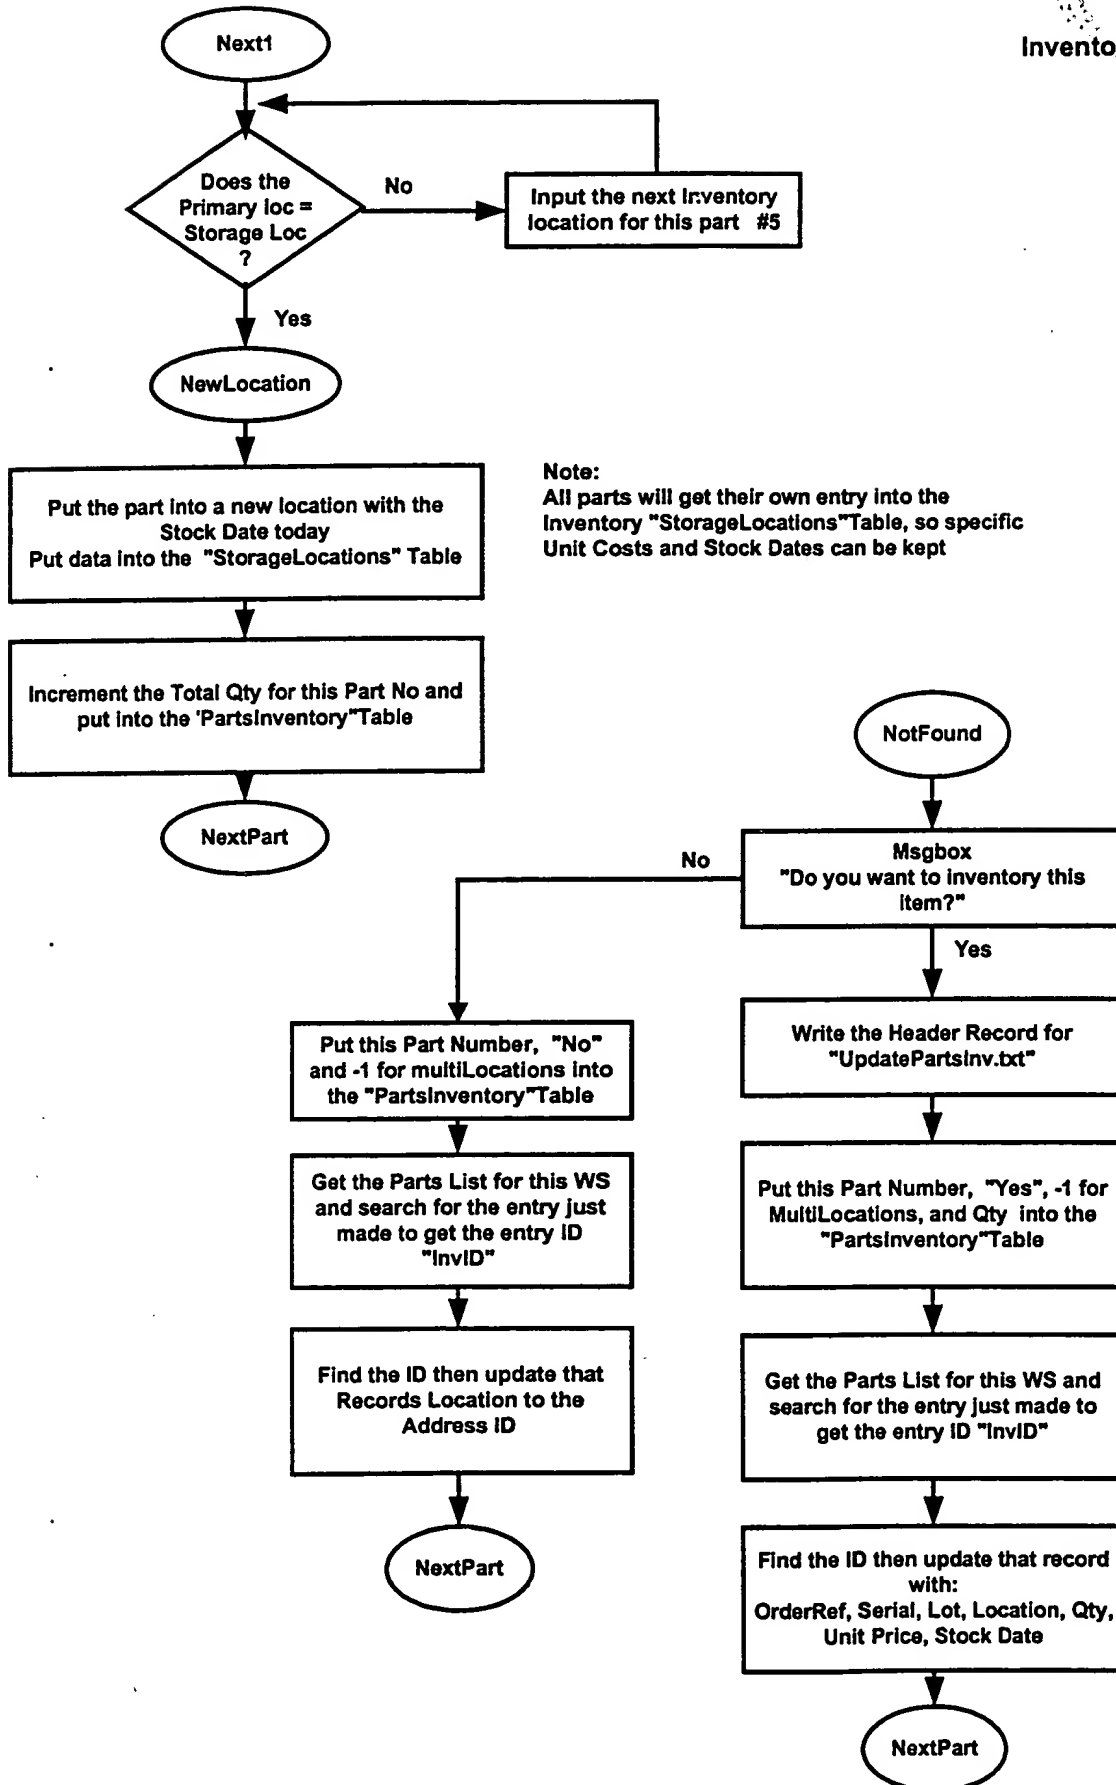 Invento
Next1
Does the
Primary loc =
Storage Loc
?
No
Input the next Inventory
location for this part #5
Yes
NewLocation
Put the part into a new location with the
Stock Date today
Put data into the "StorageLocations" Table
Note:
All parts will get their own entry into the
Inventory "StorageLocations"Table, so specific
Unit Costs and Stock Dates can be kept
Increment the Total Qty for this Part No and
put into the 'PartsInventory"Table
NextPart
NotFound
Msgbox
"Do you want to inventory this
item?"
No
Yes
Put this Part Number, "No"
and -1 for multiLocations into
the "PartsInventory"Table
Get the Parts List for this WS
and search for the entry just
made to get the entry ID
"InvID"
Find the ID then update that
Records Location to the
Address ID
NextPart
Write the Header Record for
"UpdatePartsInv.txt"
Put this Part Number, "Yes", -1 for
MultiLocations, and Qty into the
"PartsInventory"Table
Get the Parts List for this WS and
search for the entry just made to
get the entry ID "InvID"
Find the ID then update that record
with:
OrderRef, Serial, Lot, Location, Qty,
Unit Price, Stock Date
NextPart